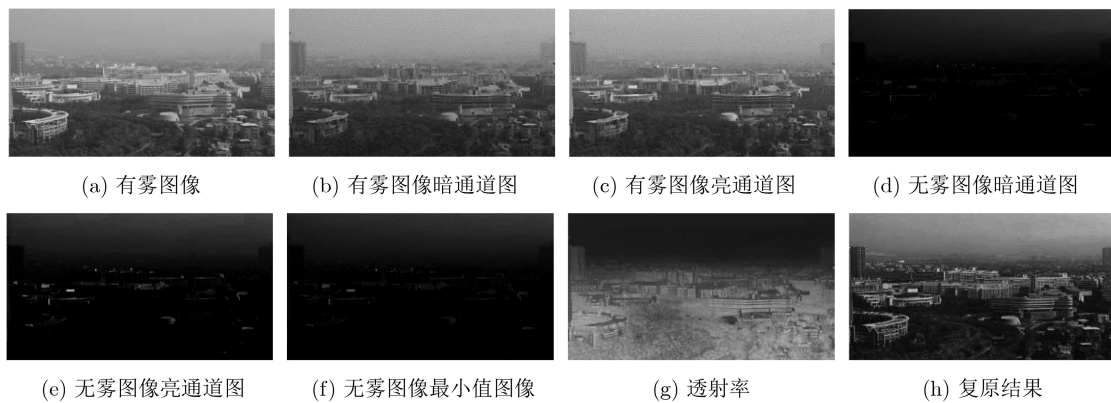 (a) 有雾图像
(b) 有雾图像暗通道图
(c) 有雾图像亮通道图
(d) 无雾图像暗通道图
(e) 无雾图像亮通道图
(f) 无雾图像最小值图像
(g) 透射率
(h) 复原结果